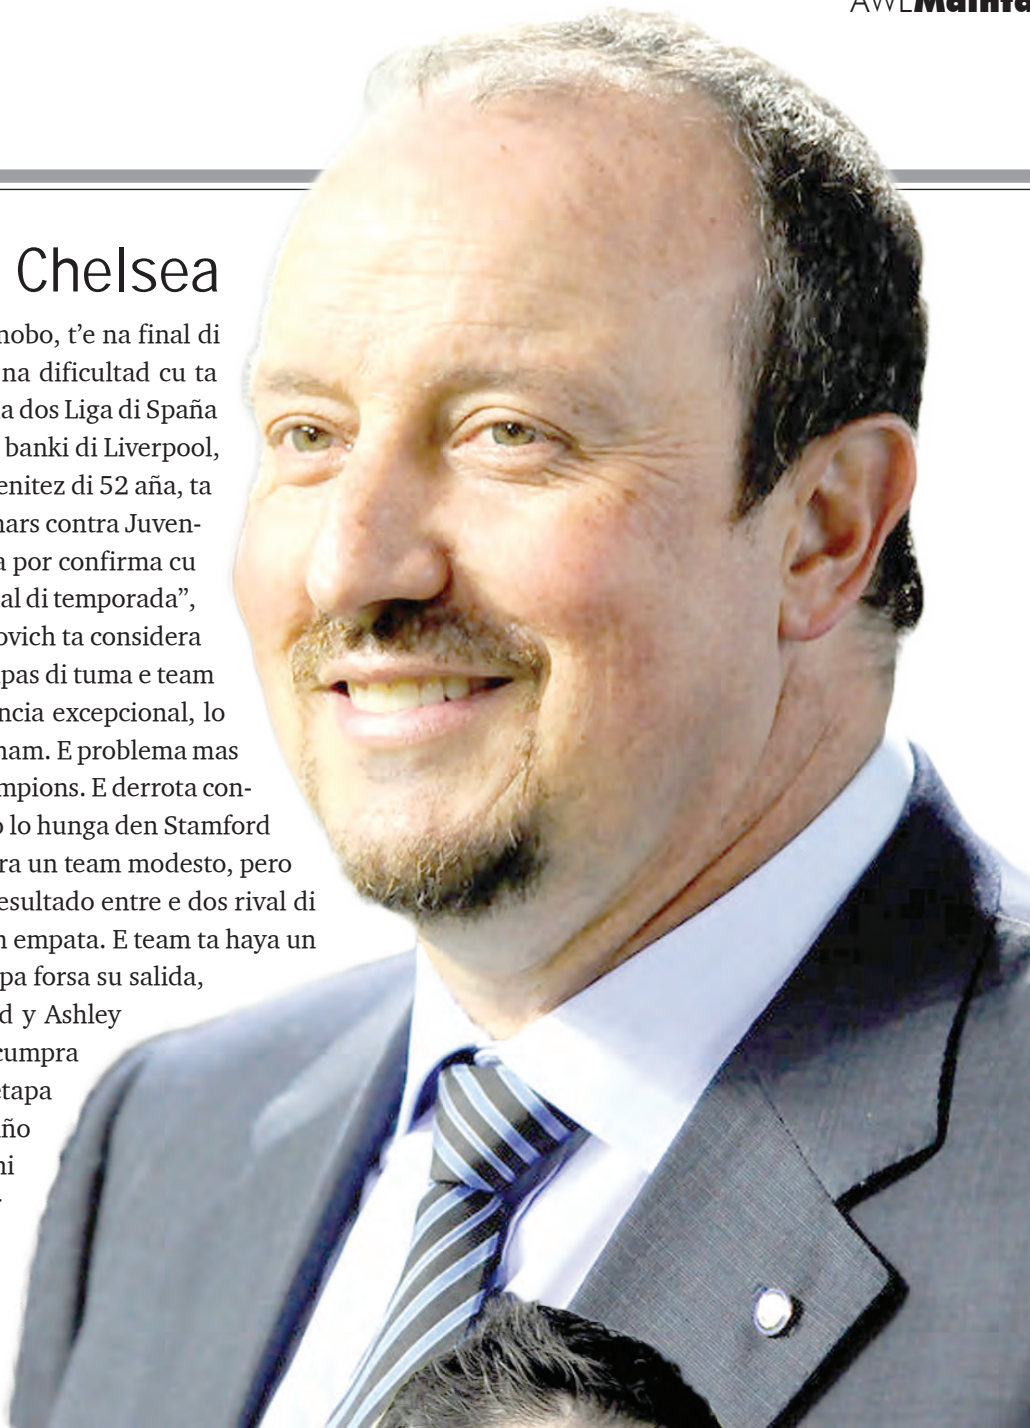 AWEMainta
Chelsea
nobo, t’e na final di
na dificultad cu ta
a dos Liga di Spaña
banki di Liverpool,
enitez di 52 aña, ta
mars contra Juven-
a por confirma cu
al di temporada”,
ovich ta considera
pas di tuma e team
ncia excepcional, lo
nam. E problema mas
mpions. E derrota con-
o lo hunga den Stamford
ra un team modesto, pero
esultado entre e dos rival di
n empata. E team ta haya un
pa forsa su salida,
d y Ashley
cumpra
etapa
ño
ni